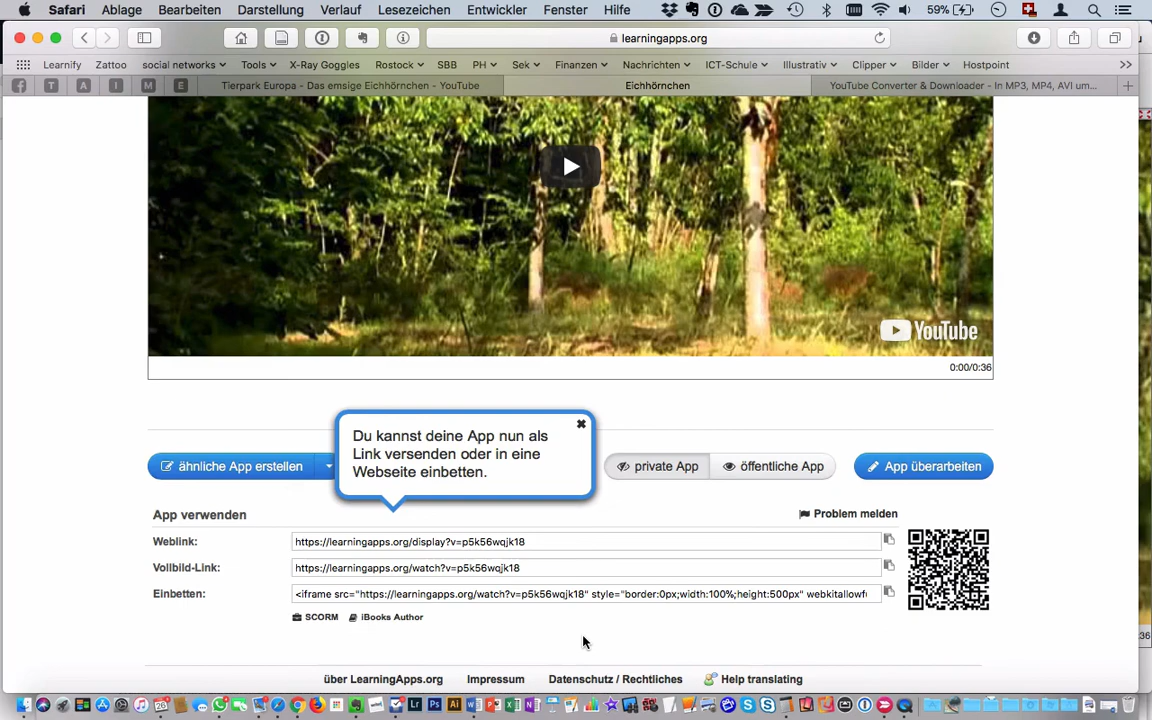 Safari Ablage Bearbeiten Darstellung Verlauf Lesezeichen Entwickler Fenster Hilfe 59%
learningapps.org
Learnify Zattoo social networks Tools X-Ray Goggles Rostock SBB PH Sek Finanzen Nachrichten ICT-Schule Illustrativ Clipper Bilder Hostpoint
T A I M E Tierpark Europa - Das emsige Eichhörnchen - YouTube Eichhörnchen YouTube Converter & Downloader - In MP3, MP4, AVI um...
YouTube
0:00/0:36
Du kannst deine App nun als
Link versenden oder in eine
Webseite einbetten.
ähnliche App erstellen private App öffentliche App App überarbeiten
App verwenden Problem melden
Weblink: https://learningapps.org/display?v=p5k56wqjk18
Vollbild-Link: https://learningapps.org/watch?v=p5k56wqjk18
Einbetten: <iframe src="https://learningapps.org/watch?v=p5k56wqjk18" style="border:0px;width:100%;height:500px" webkitallowf
SCORM iBooks Author
:36
über LearningApps.org Impressum Datenschutz / Rechtliches Help translating